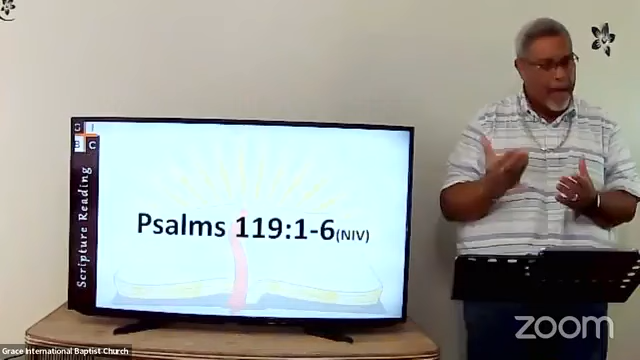 C I
B C
Scripture Reading
Psalms 119:1-6(NIV)
Grace International Baptist Church
zoom